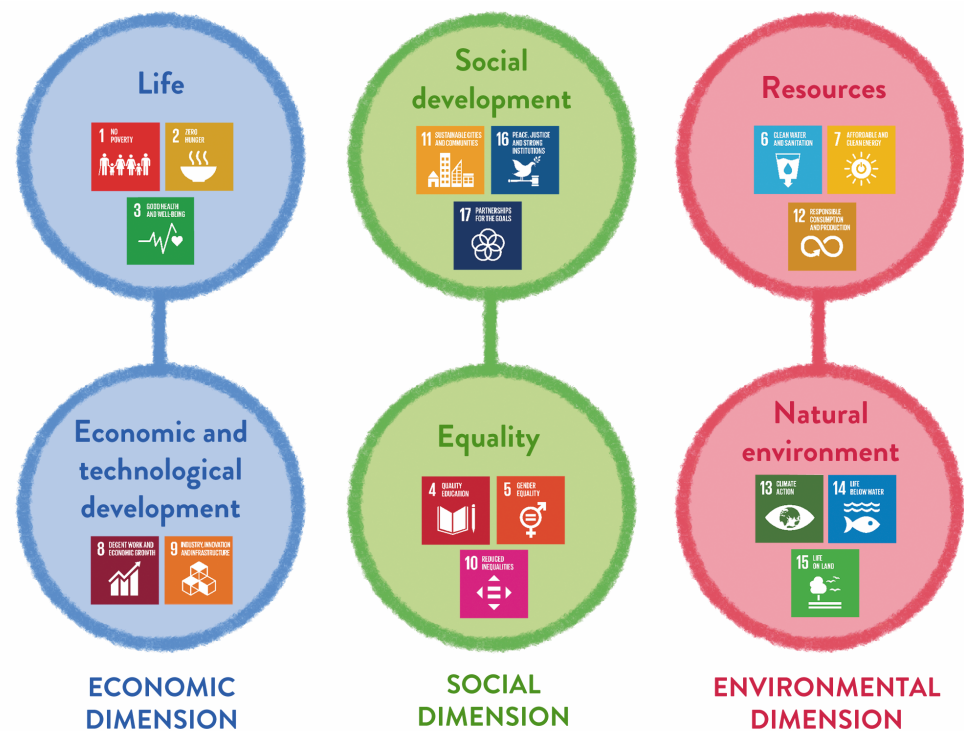 Life
1 NO
POVERTY
2 ZERO
HUNGER
3 GOOD HEALTH
AND WELL-BEING
Social
development
11 SUSTAINABLE CITIES
AND COMMUNITIES
16 PEACE, JUSTICE
AND STRONG
INSTITUTIONS
17 PARTNERSHIPS
FOR THE GOALS
Resources
6 CLEAN WATER
AND SANITATION
7 AFFORDABLE AND
CLEAN ENERGY
12 RESPONSIBLE
CONSUMPTION
AND PRODUCTION
Economic and
technological
development
8 DECENT WORK AND
ECONOMIC GROWTH
9 INDUSTRY, INNOVATION
AND INFRASTRUCTURE
Equality
4 QUALITY
EDUCATION
5 GENDER
EQUALITY
10 REDUCED
INEQUALITIES
Natural
environment
13 CLIMATE
ACTION
14 LIFE
BELOW WATER
15 LIFE
ON LAND
ECONOMIC
DIMENSION
SOCIAL
DIMENSION
ENVIRONMENTAL
DIMENSION